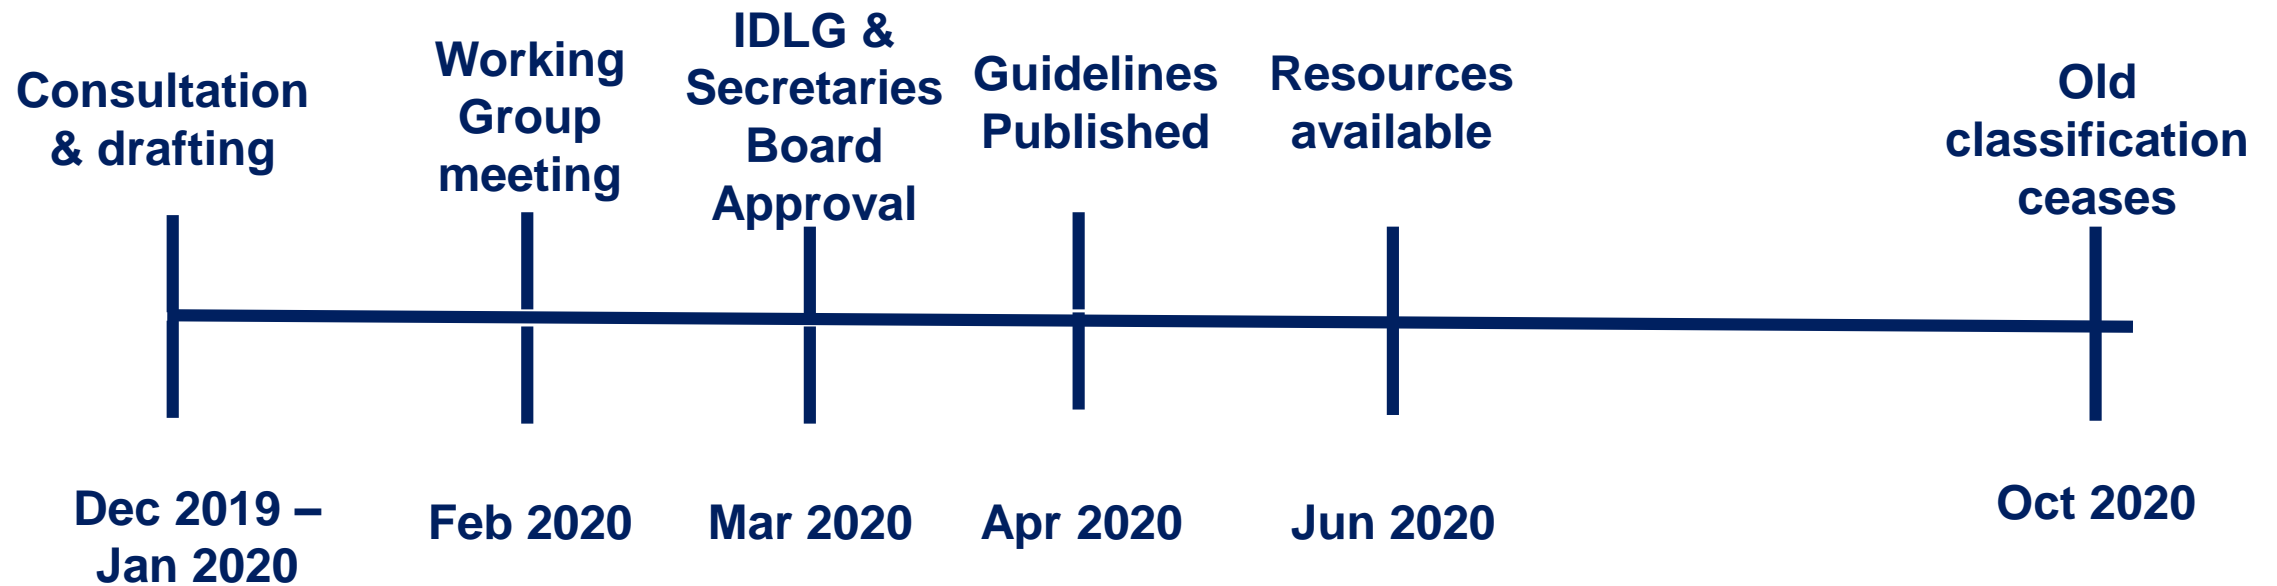 Consultation
& drafting
Working
Group
meeting
IDLG &
Secretaries
Board
Approval
Guidelines
Published
Resources
available
Old
classification
ceases
Dec 2019 –
Jan 2020
Feb 2020
Mar 2020
Apr 2020
Jun 2020
Oct 2020